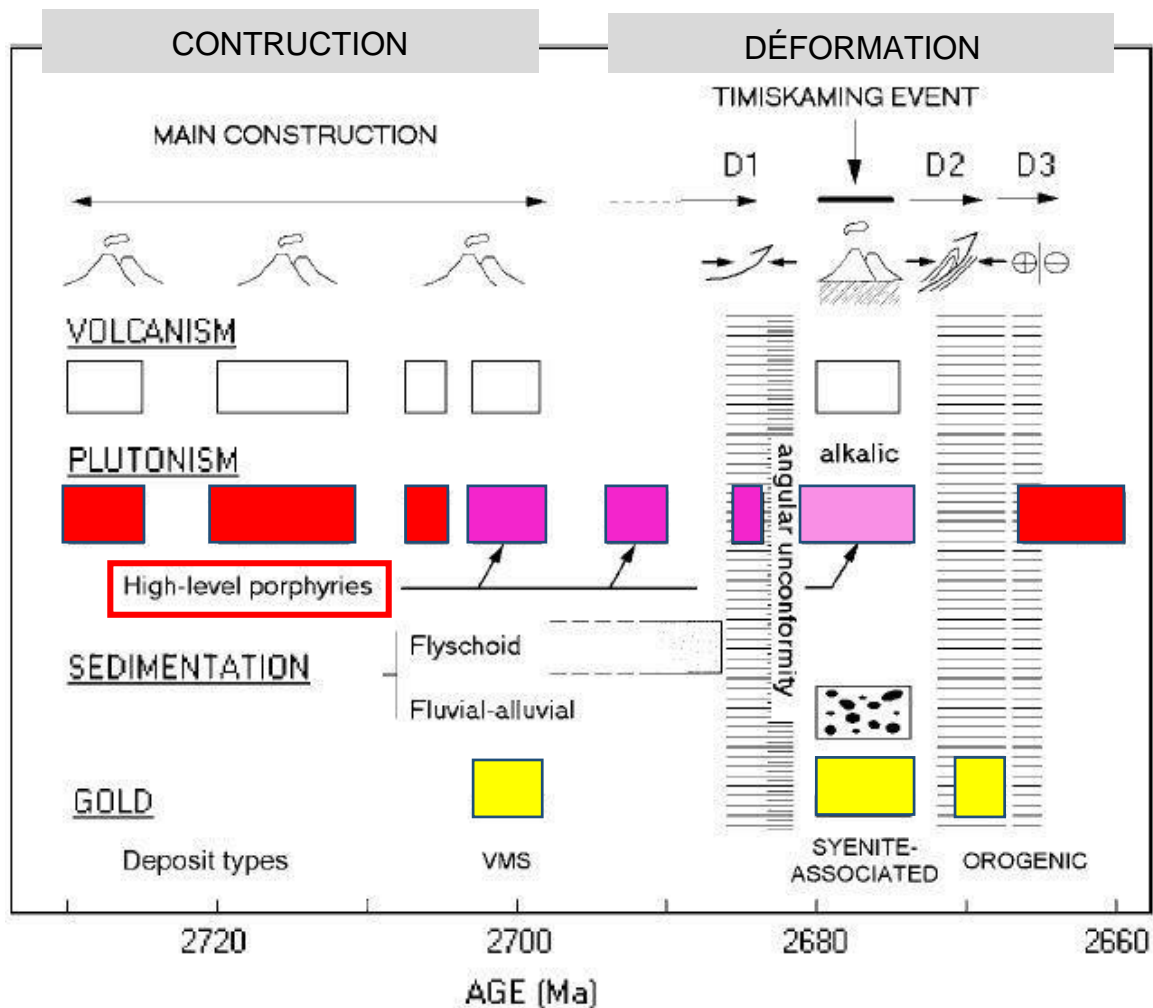 CONTRUCTION
DÉFORMATION
TIMISKAMING EVENT
MAIN CONSTRUCTION
D1
D2
D3
VOLCANISM
PLUTONISM
alkalic
angular unconformity
High-level porphyries
SEDIMENTATION
Flyschoid
Fluvial-alluvial
GOLD
Deposit types
VMS
SYENITE-
ASSOCIATED
OROGENIC
2720
2700
2680
2660
AGE (Ma)